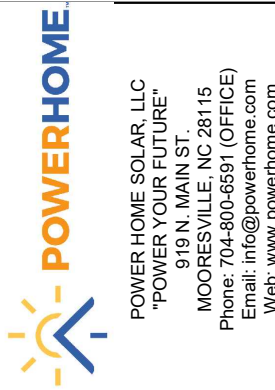 POWERHOME™
POWER HOME SOLAR, LLC
"POWER YOUR FUTURE"
919 N. MAIN ST.
MOORESVILLE, NC 28115
Phone: 704-800-6591 (OFFICE)
Email: info@powerhome.com
Web: www.powerhome.com